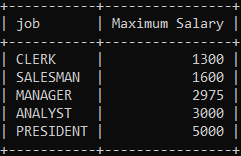 +-----------+----------------+
| job       | Maximum Salary |
+-----------+----------------+
| CLERK     |           1300 |
| SALESMAN  |           1600 |
| MANAGER   |           2975 |
| ANALYST   |           3000 |
| PRESIDENT |           5000 |
+-----------+----------------+